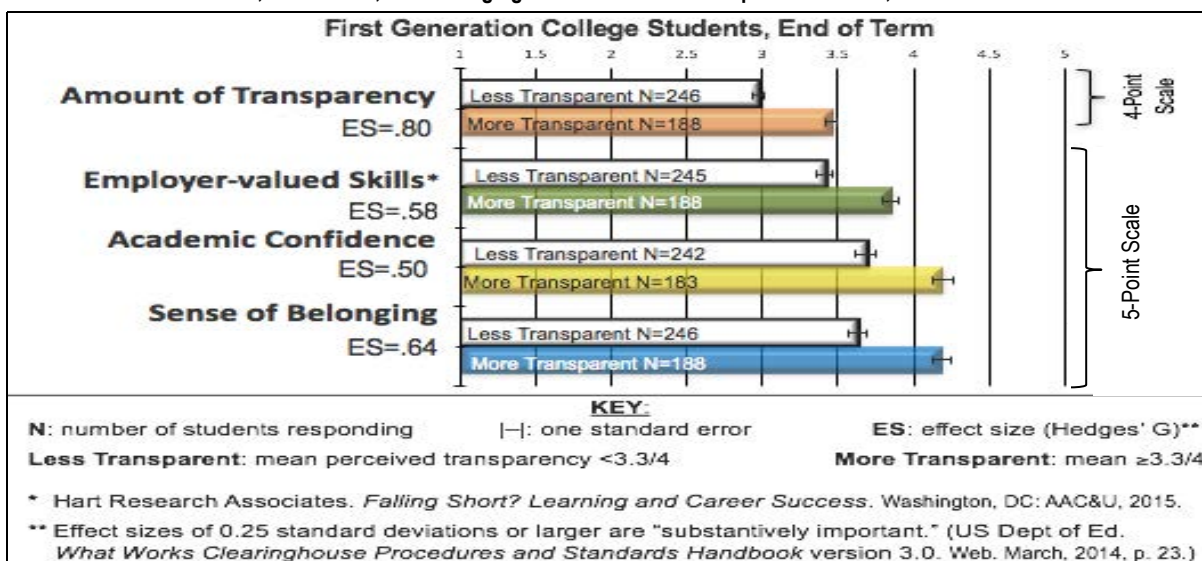 First Generation College Students, End of Term
1 1.5 2 2.5 3 3.5 4 4.5 5
Amount of Transparency
ES=.80
Less Transparent N=246
More Transparent N=188
4-Point
Scale
Employer-valued Skills*
ES=.58
Less Transparent N=245
More Transparent N=188
Academic Confidence
ES=.50
Less Transparent N=242
More Transparent N=183
Sense of Belonging
ES=.64
Less Transparent N=246
More Transparent N=188
5-Point Scale
KEY:
N: number of students responding |—|: one standard error ES: effect size (Hedges' G)**
Less Transparent: mean perceived transparency <3.3/4 More Transparent: mean ≥3.3/4
* Hart Research Associates. Falling Short? Learning and Career Success. Washington, DC: AAC&U, 2015.
** Effect sizes of 0.25 standard deviations or larger are "substantively important." (US Dept of Ed.
What Works Clearinghouse Procedures and Standards Handbook version 3.0. Web. March, 2014, p. 23.)